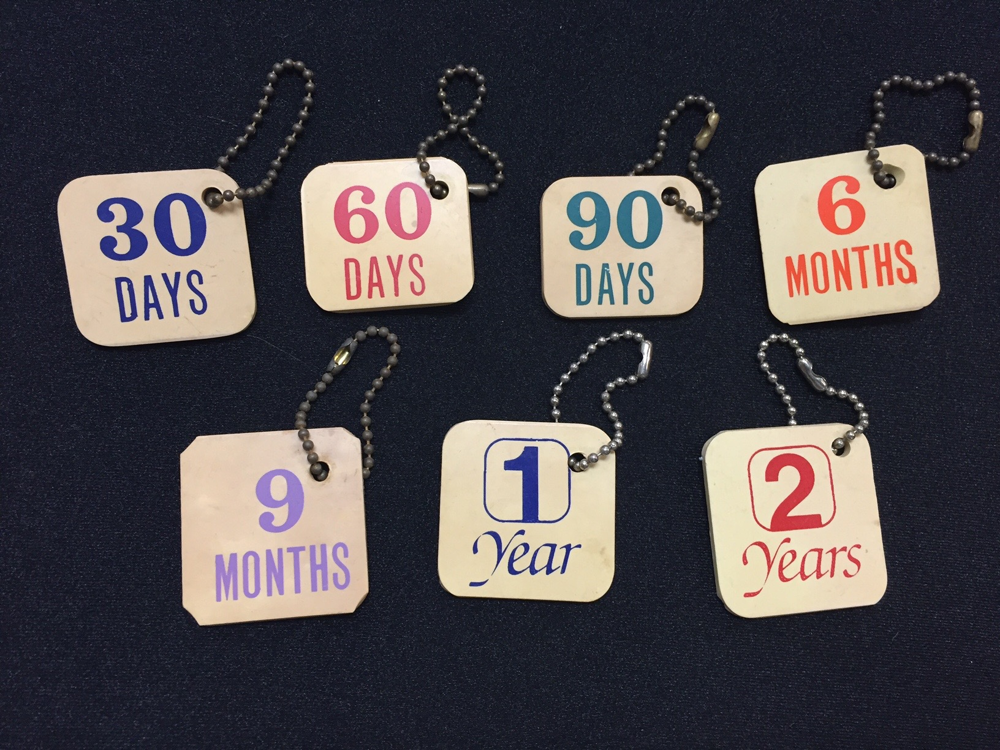 30
DAYS
60
DAYS
90
DAYS
6
MONTHS
9
MONTHS
1
Year
2
Years